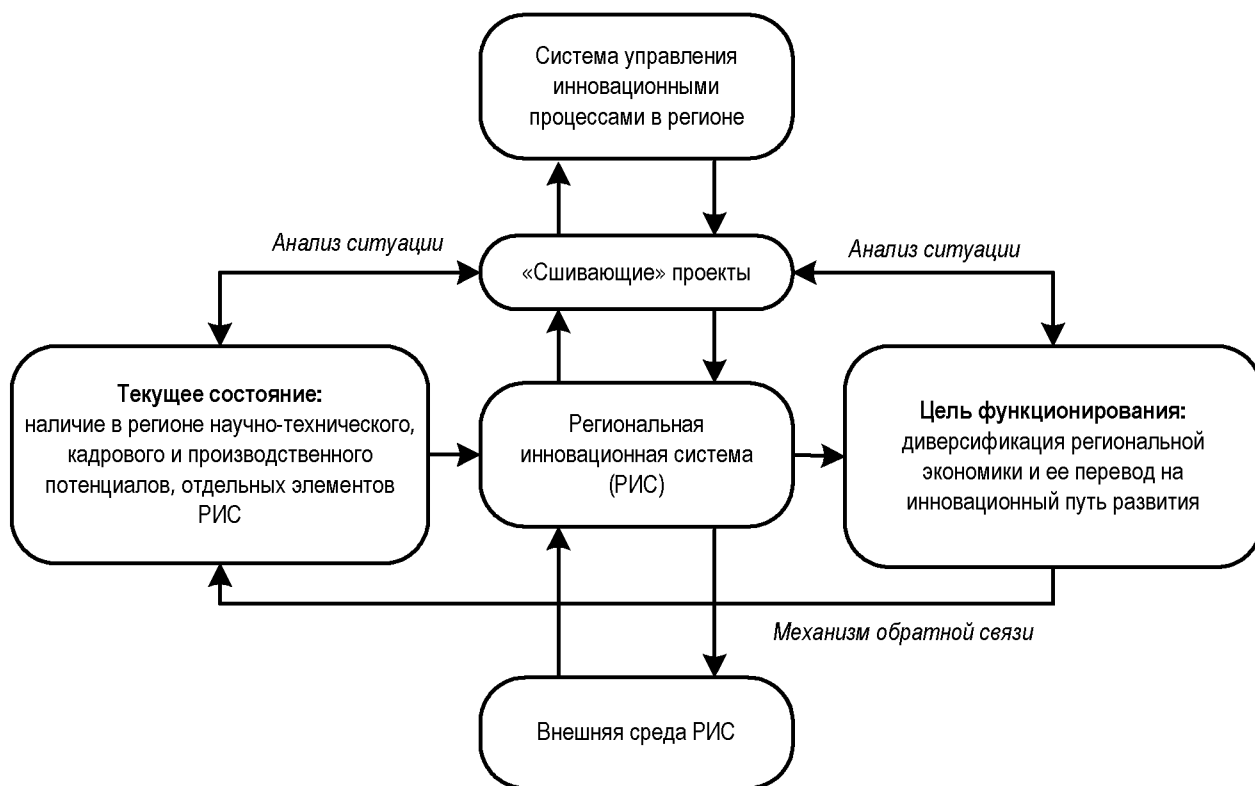 Система управления
инновационными
процессами в регионе
Анализ ситуации
Анализ ситуации
«Сшивающие» проекты
Текущее состояние:
наличие в регионе научно-технического,
кадрового и производственного
потенциалов, отдельных элементов
РИС
Региональная
инновационная система
(РИС)
Цель функционирования:
диверсификация региональной
экономики и ее перевод на
инновационный путь развития
Механизм обратной связи
Внешняя среда РИС